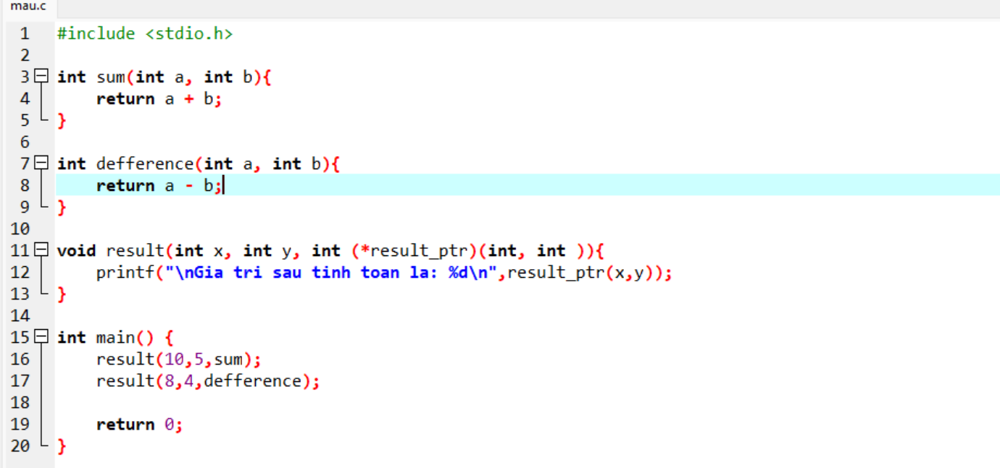 mau.c
1 #include <stdio.h>
2
3 int sum(int a, int b){
4     return a + b;
5 }
6
7 int defference(int a, int b){
8     return a - b;
9 }
10
11 void result(int x, int y, int (*result_ptr)(int, int )){
12     printf("\nGia tri sau tinh toan la: %d\n",result_ptr(x,y));
13 }
14
15 int main() {
16     result(10,5,sum);
17     result(8,4,defference);
18
19     return 0;
20 }